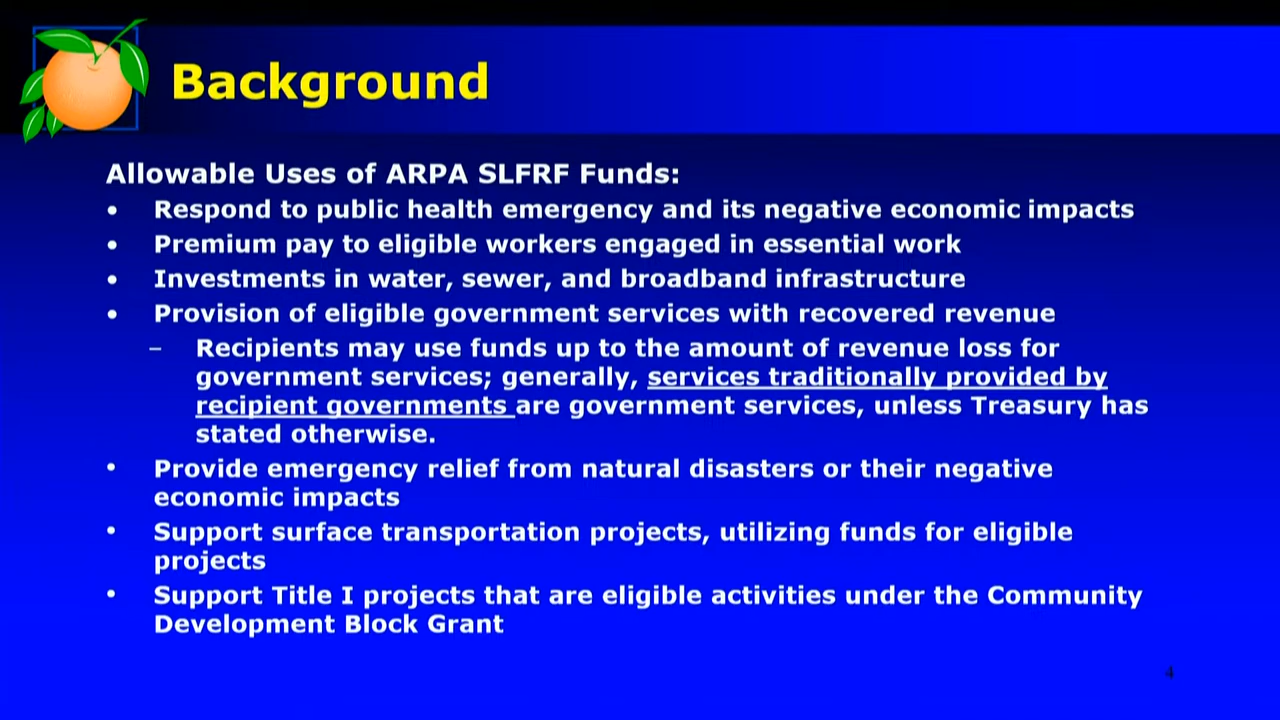 Background
Allowable Uses of ARPA SLFRF Funds:
• Respond to public health emergency and its negative economic impacts
• Premium pay to eligible workers engaged in essential work
• Investments in water, sewer, and broadband infrastructure
• Provision of eligible government services with recovered revenue
– Recipients may use funds up to the amount of revenue loss for
government services; generally, services traditionally provided by
recipient governments are government services, unless Treasury has
stated otherwise.
• Provide emergency relief from natural disasters or their negative
economic impacts
• Support surface transportation projects, utilizing funds for eligible
projects
• Support Title I projects that are eligible activities under the Community
Development Block Grant
4